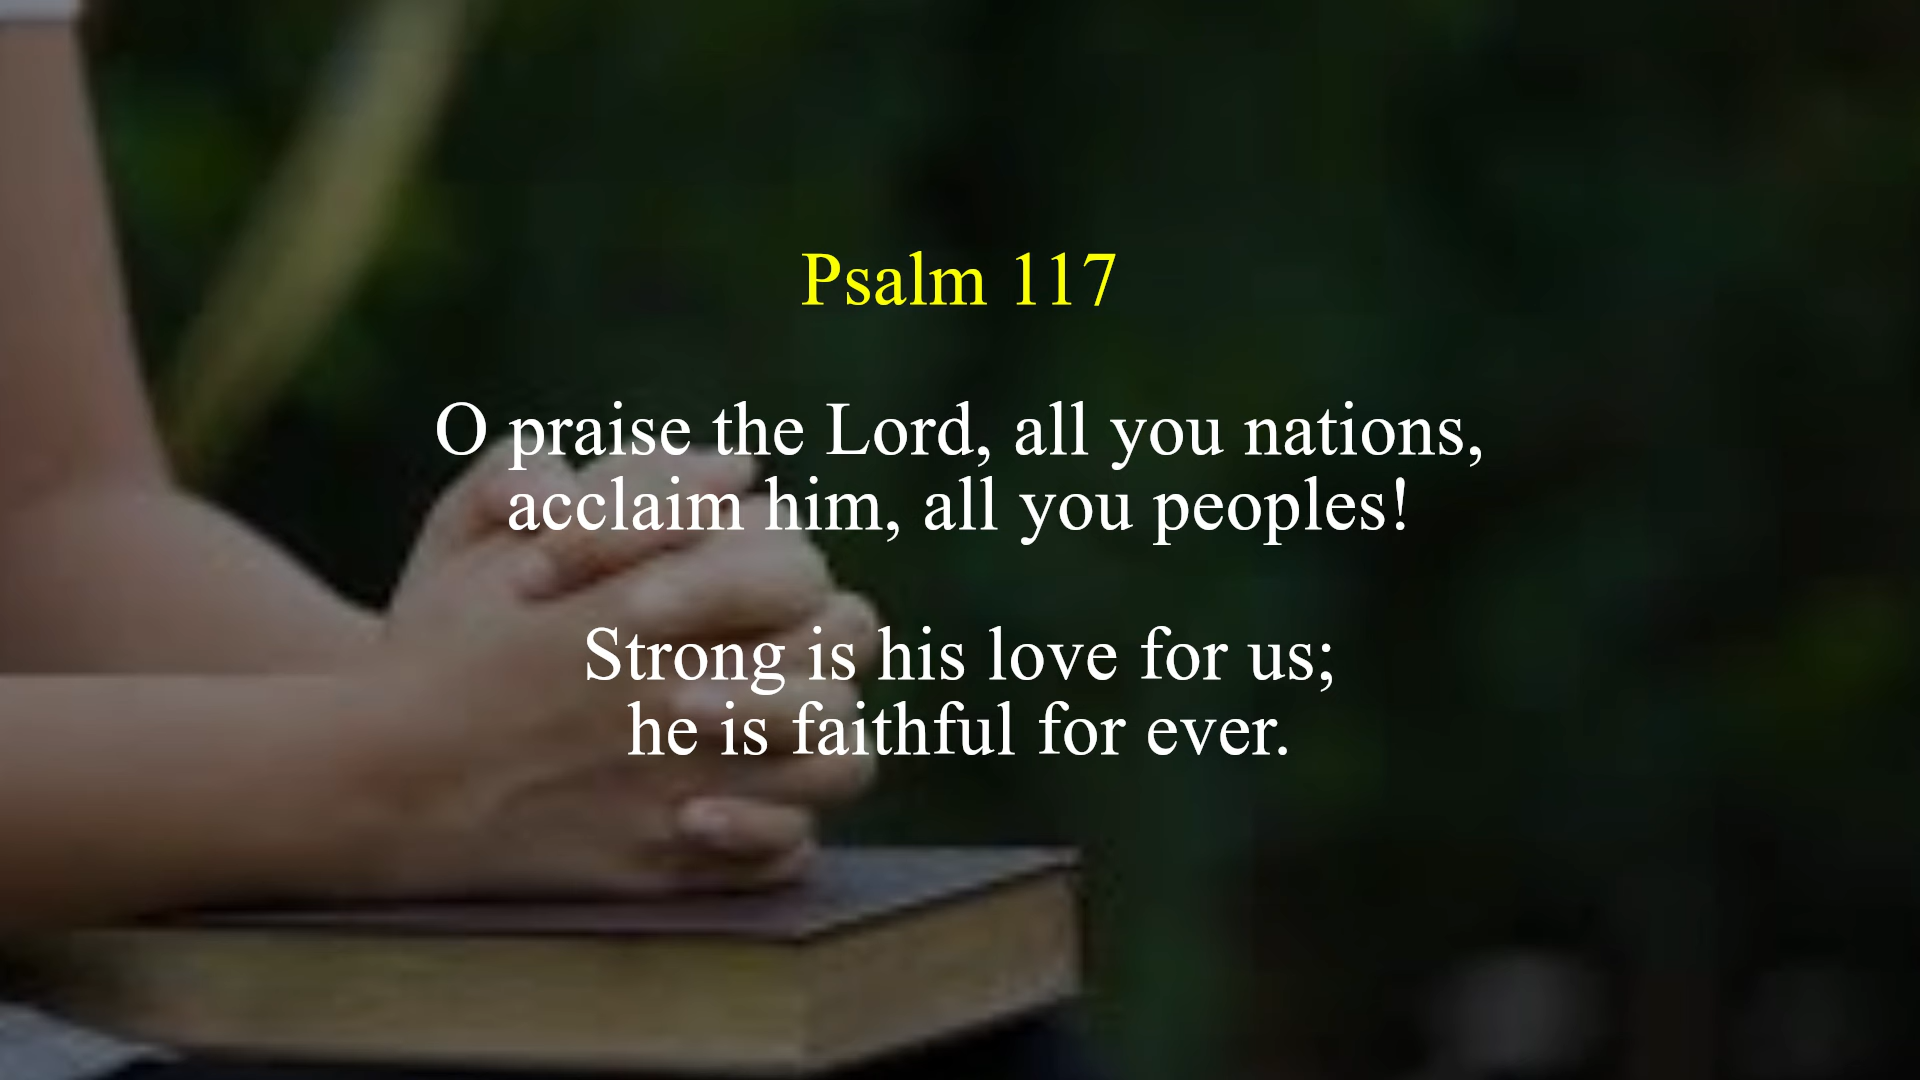 Psalm 117
O praise the Lord, all you nations,
acclaim him, all you peoples!
Strong is his love for us;
he is faithful for ever.